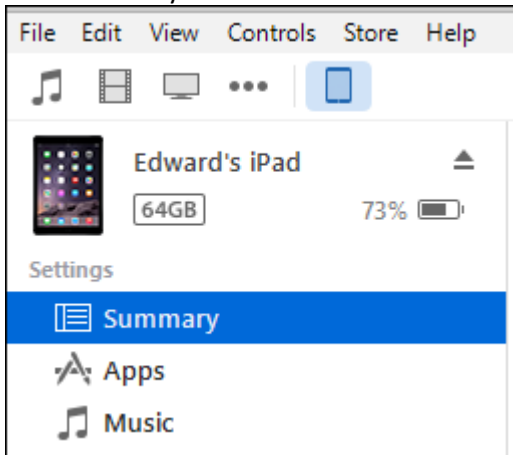 File Edit View Controls Store Help
Edward's iPad
64GB 73%
Settings
Summary
Apps
Music